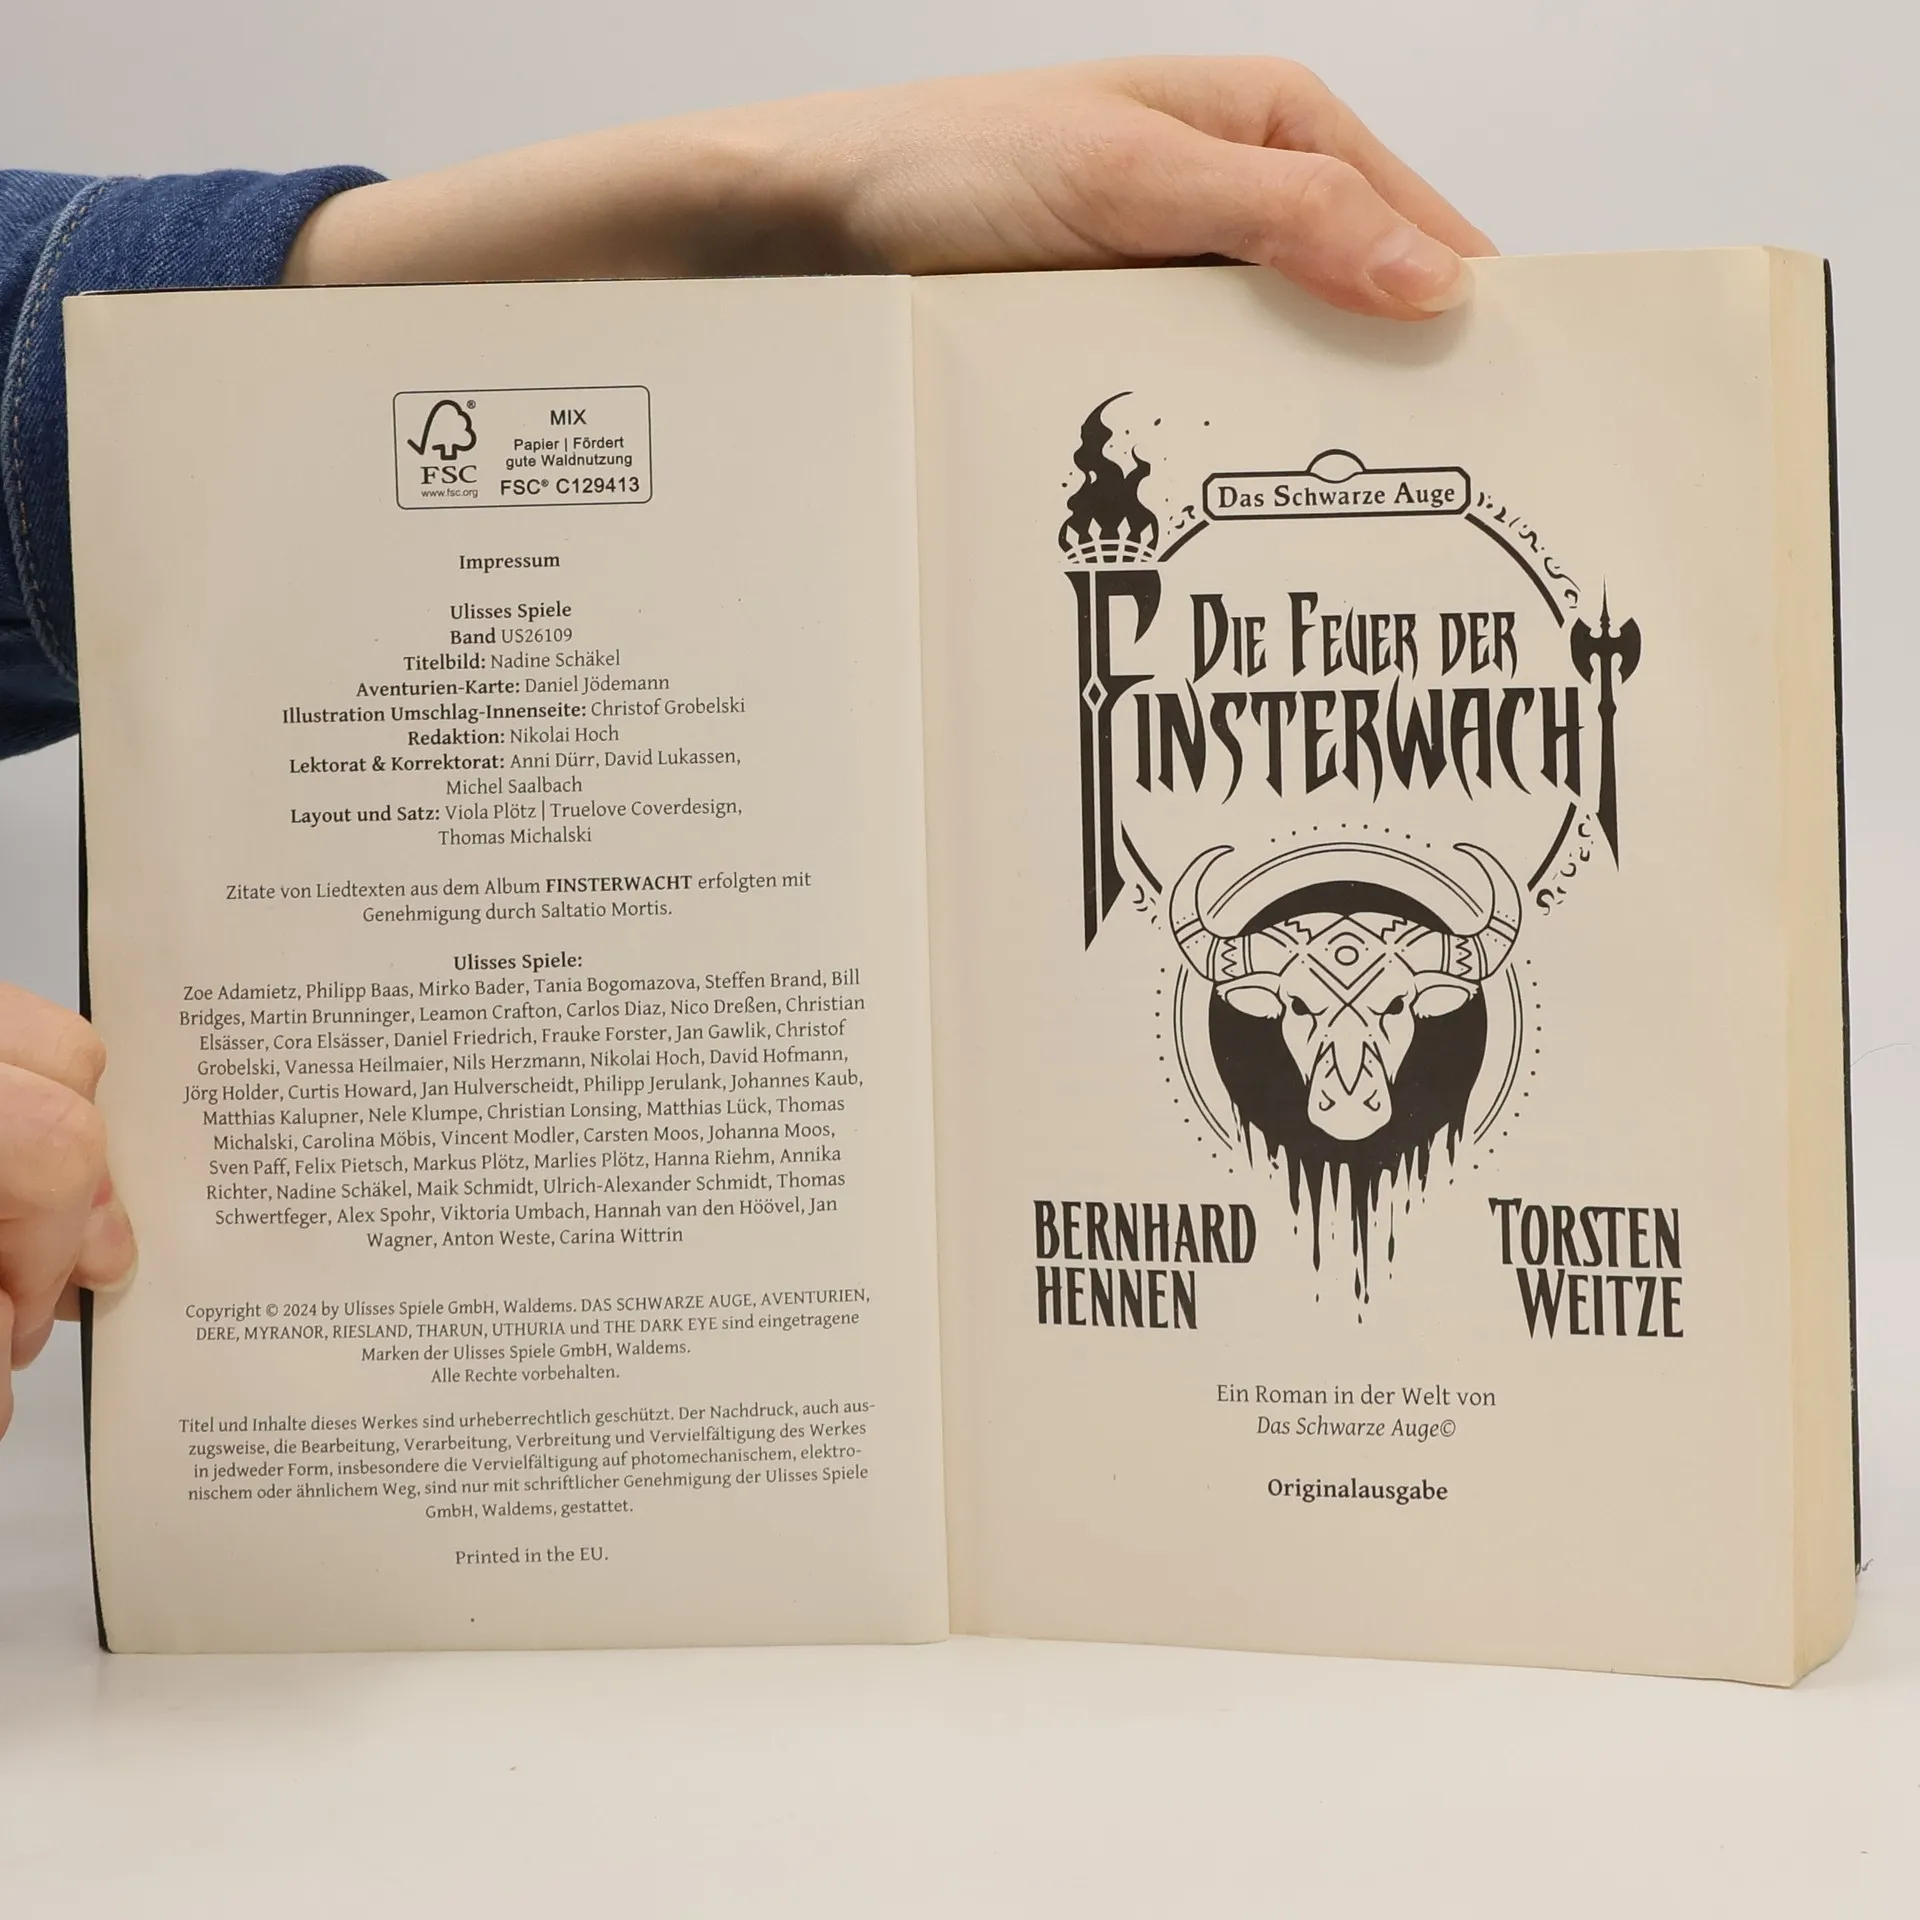 FSC
www.fsc.org
MIX
Papier | Fördert
gute Waldnutzung
FSC® C129413
Impressum
Ulisses Spiele
Band US26109
Titelbild: Nadine Schäkel
Aventurien-Karte: Daniel Jödemann
Illustration Umschlag-Innenseite: Christof Grobelski
Redaktion: Nikolai Hoch
Lektorat & Korrektorat: Anni Dürr, David Lukassen,
Michel Saalbach
Layout und Satz: Viola Plötz | Truelove Coverdesign,
Thomas Michalski
Zitate von Liedtexten aus dem Album FINSTERWACHT erfolgten mit
Genehmigung durch Saltatio Mortis.
Ulisses Spiele:
Zoe Adamietz, Philipp Baas, Mirko Bader, Tania Bogomazova, Steffen Brand, Bill
Bridges, Martin Brunninger, Leamon Crafton, Carlos Diaz, Nico Dreßen, Christian
Elsässer, Cora Elsässer, Daniel Friedrich, Frauke Forster, Jan Gawlik, Christof
Grobelski, Vanessa Heilmaier, Nils Herzmann, Nikolai Hoch, David Hofmann,
Jörg Holder, Curtis Howard, Jan Hulverscheidt, Philipp Jerulank, Johannes Kaub,
Matthias Kalupner, Nele Klumpe, Christian Lonsing, Matthias Lück, Thomas
Michalski, Carolina Möbis, Vincent Modler, Carsten Moos, Johanna Moos,
Sven Paff, Felix Pietsch, Markus Plötz, Marlies Plötz, Hanna Riehm, Annika
Richter, Nadine Schäkel, Maik Schmidt, Ulrich-Alexander Schmidt, Thomas
Schwertfeger, Alex Spohr, Viktoria Umbach, Hannah van den Höövel, Jan
Wagner, Anton Weste, Carina Wittrin
Copyright © 2024 by Ulisses Spiele GmbH, Waldems. DAS SCHWARZE AUGE, AVENTURIEN,
DERE, MYRANOR, RIESLAND, THARUN, UTHURIA und THE DARK EYE sind eingetragene
Marken der Ulisses Spiele GmbH, Waldems.
Alle Rechte vorbehalten.
Titel und Inhalte dieses Werkes sind urheberrechtlich geschützt. Der Nachdruck, auch aus-
zugsweise, die Bearbeitung, Verarbeitung, Verbreitung und Vervielfältigung des Werkes
in jedweder Form, insbesondere die Vervielfältigung auf photomechanischem, elektro-
nischem oder ähnlichem Weg, sind nur mit schriftlicher Genehmigung der Ulisses Spiele
GmbH, Waldems, gestattet.
Printed in the EU.
Das Schwarze Auge
DIE FEUER DER
FINSTERWACHT
BERNHARD
HENNEN
TORSTEN
WEITZE
Ein Roman in der Welt von
Das Schwarze Auge©
Originalausgabe